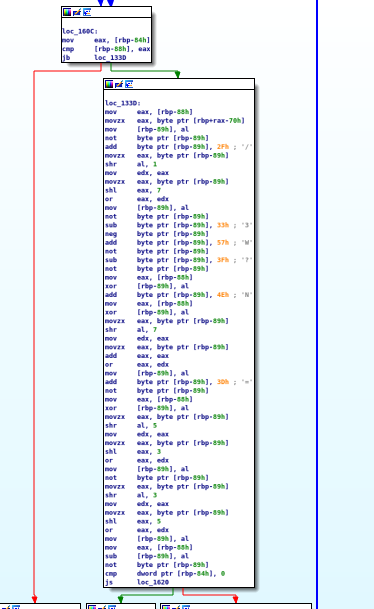 loc_160C:
mov eax, [rbp-84h]
cmp [rbp-88h], eax
jb loc_133D
loc_133D:
mov eax, [rbp-88h]
movzx eax, byte ptr [rbp+rax-70h]
mov [rbp-89h], al
not byte ptr [rbp-89h]
add byte ptr [rbp-89h], 2Fh ; '/'
movzx eax, byte ptr [rbp-89h]
shr al, 1
mov edx, eax
movzx eax, byte ptr [rbp-89h]
shl eax, 7
or eax, edx
mov [rbp-89h], al
not byte ptr [rbp-89h]
sub byte ptr [rbp-89h], 33h ; '3'
neg byte ptr [rbp-89h]
add byte ptr [rbp-89h], 57h ; 'W'
not byte ptr [rbp-89h]
sub byte ptr [rbp-89h], 3Fh ; '?'
not byte ptr [rbp-89h]
mov eax, [rbp-88h]
xor [rbp-89h], al
add byte ptr [rbp-89h], 4Eh ; 'N'
mov eax, [rbp-88h]
xor [rbp-89h], al
movzx eax, byte ptr [rbp-89h]
shr al, 7
mov edx, eax
movzx eax, byte ptr [rbp-89h]
add eax, eax
or eax, edx
mov [rbp-89h], al
add byte ptr [rbp-89h], 3Dh ; '='
not byte ptr [rbp-89h]
mov eax, [rbp-88h]
xor [rbp-89h], al
movzx eax, byte ptr [rbp-89h]
shr al, 5
mov edx, eax
movzx eax, byte ptr [rbp-89h]
shl eax, 3
or eax, edx
mov [rbp-89h], al
not byte ptr [rbp-89h]
movzx eax, byte ptr [rbp-89h]
shr al, 3
mov edx, eax
movzx eax, byte ptr [rbp-89h]
shl eax, 5
or eax, edx
mov [rbp-89h], al
mov eax, [rbp-88h]
sub [rbp-89h], al
not byte ptr [rbp-89h]
cmp dword ptr [rbp-84h], 0
js loc_1620